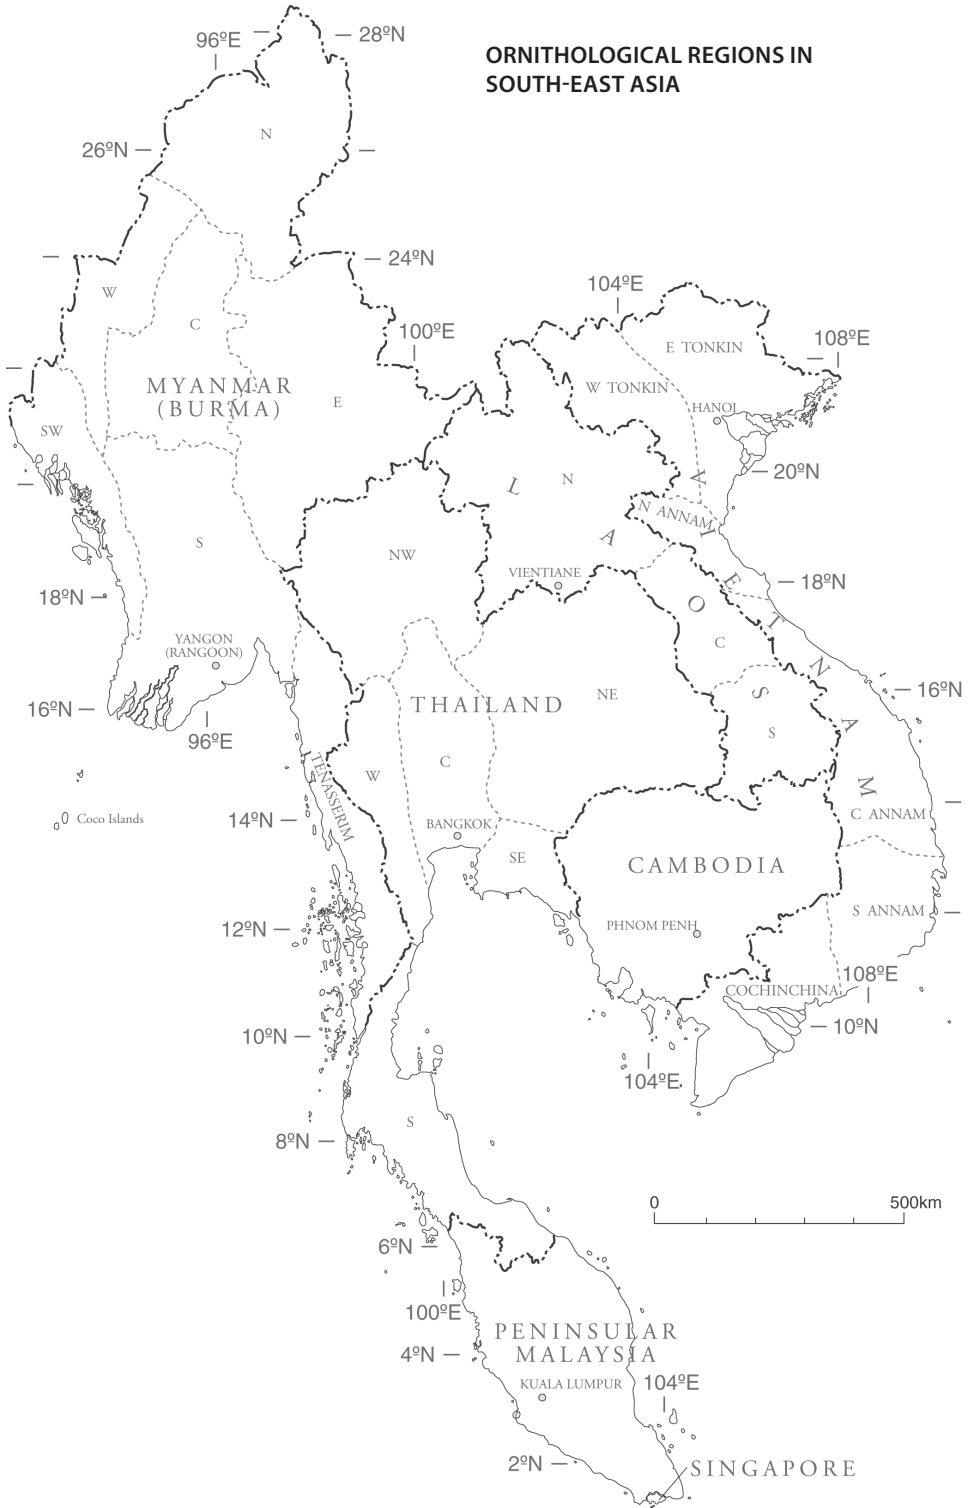 ORNITHOLOGICAL REGIONS IN
SOUTH-EAST ASIA
96ºE
28ºN
N
26ºN
24ºN
W
C
104ºE
100ºE
108ºE
E TONKIN
MYANMAR
(BURMA)
E
W TONKIN
HANOI
SW
20ºN
N
N ANNAM
S
NW
VIENTIANE
LAOS
VIETNAM
18ºN
18ºN
YANGON
(RANGOON)
C
16ºN
THAILAND
NE
16ºN
96ºE
S
W
C
TENASSERIM
Coco Islands
14ºN
BANGKOK
C ANNAM
SE
CAMBODIA
12ºN
PHNOM PENH
S ANNAM
108ºE
COCHINCHINA
10ºN
10ºN
104ºE
S
8ºN
0
500km
6ºN
100ºE
PENINSULAR
MALAYSIA
4ºN
KUALA LUMPUR
104ºE
2ºN
SINGAPORE